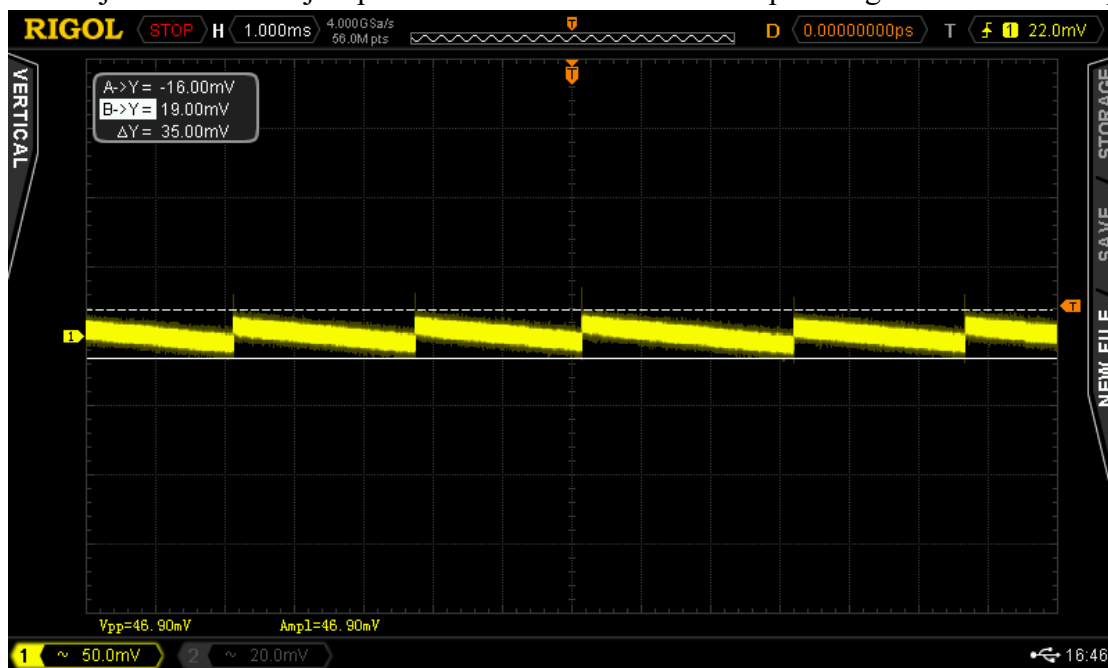 RIGOL STOP H 1.000ms 4.000GSa/s 56.0Mpts T D 0.00000000ps T 1 22.0mV
VERTICAL
T
A->Y= -16.00mV
B->Y= 19.00mV
ΔY= 35.00mV
STORAGE
SAVE
NEW FILE
T
1
Vpp=46.90mV Ampl=46.90mV
1 ~ 50.0mV 2 ~ 20.0mV 16:46